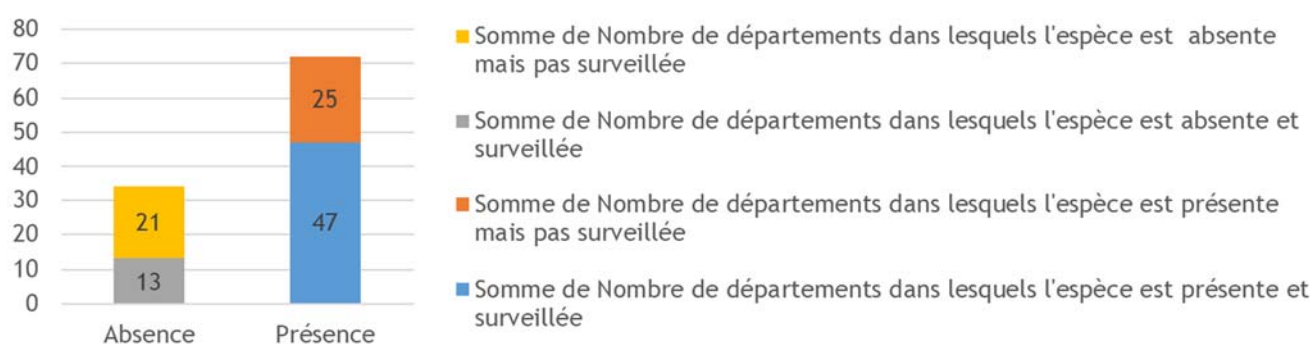 80
70
60
50
40
30
20
10
0
21
13
25
47
Absence
Présence
Somme de Nombre de départements dans lesquels l'espèce est  absente
mais pas surveillée
Somme de Nombre de départements dans lesquels l'espèce est absente et
surveillée
Somme de Nombre de départements dans lesquels l'espèce est présente
mais pas surveillée
Somme de Nombre de départements dans lesquels l'espèce est présente et
surveillée